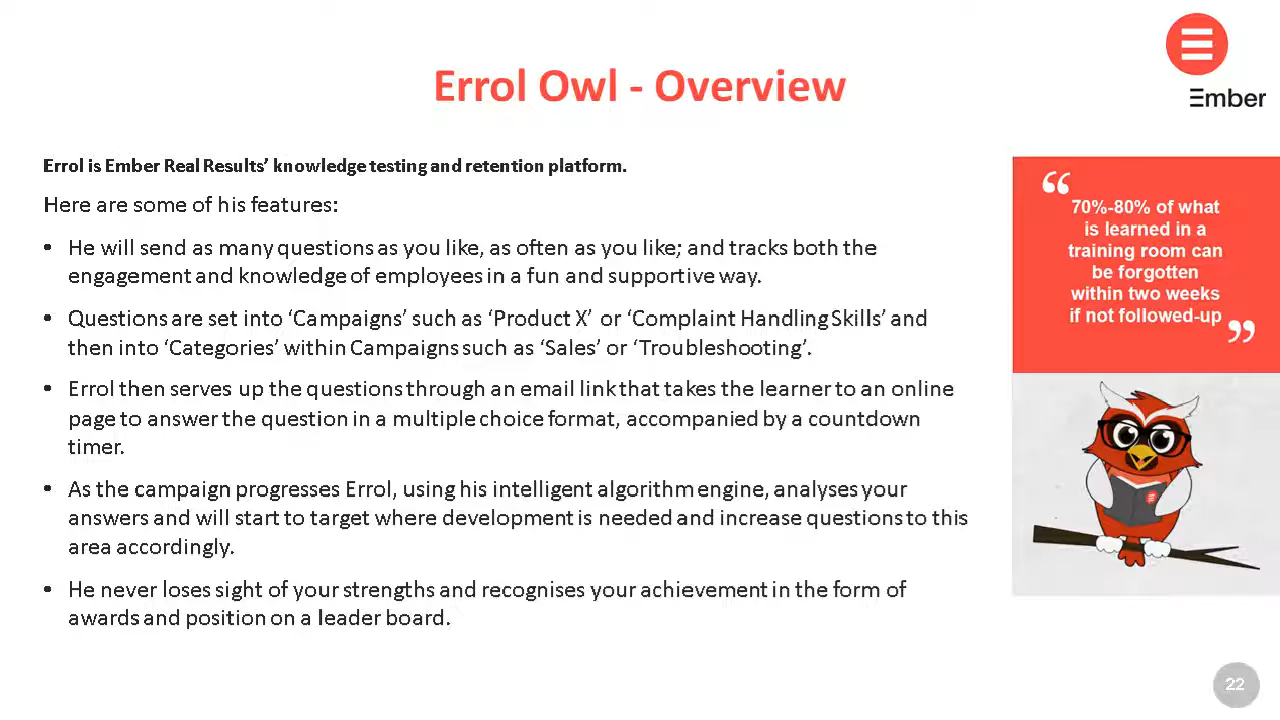 Ember
Errol Owl - Overview
Errol is Ember Real Results’ knowledge testing and retention platform.
Here are some of his features:
• He will send as many questions as you like, as often as you like; and tracks both the
engagement and knowledge of employees in a fun and supportive way.
• Questions are set into ‘Campaigns’ such as ‘Product X’ or ‘Complaint Handling Skills’ and
then into ‘Categories’ within Campaigns such as ‘Sales’ or ‘Troubleshooting’.
• Errol then serves up the questions through an email link that takes the learner to an online
page to answer the question in a multiple choice format, accompanied by a countdown
timer.
• As the campaign progresses Errol, using his intelligent algorithm engine, analyses your
answers and will start to target where development is needed and increase questions to this
area accordingly.
• He never loses sight of your strengths and recognises your achievement in the form of
awards and position on a leader board.
“
70%-80% of what
is learned in a
training room can
be forgotten
within two weeks
if not followed-up
”
22